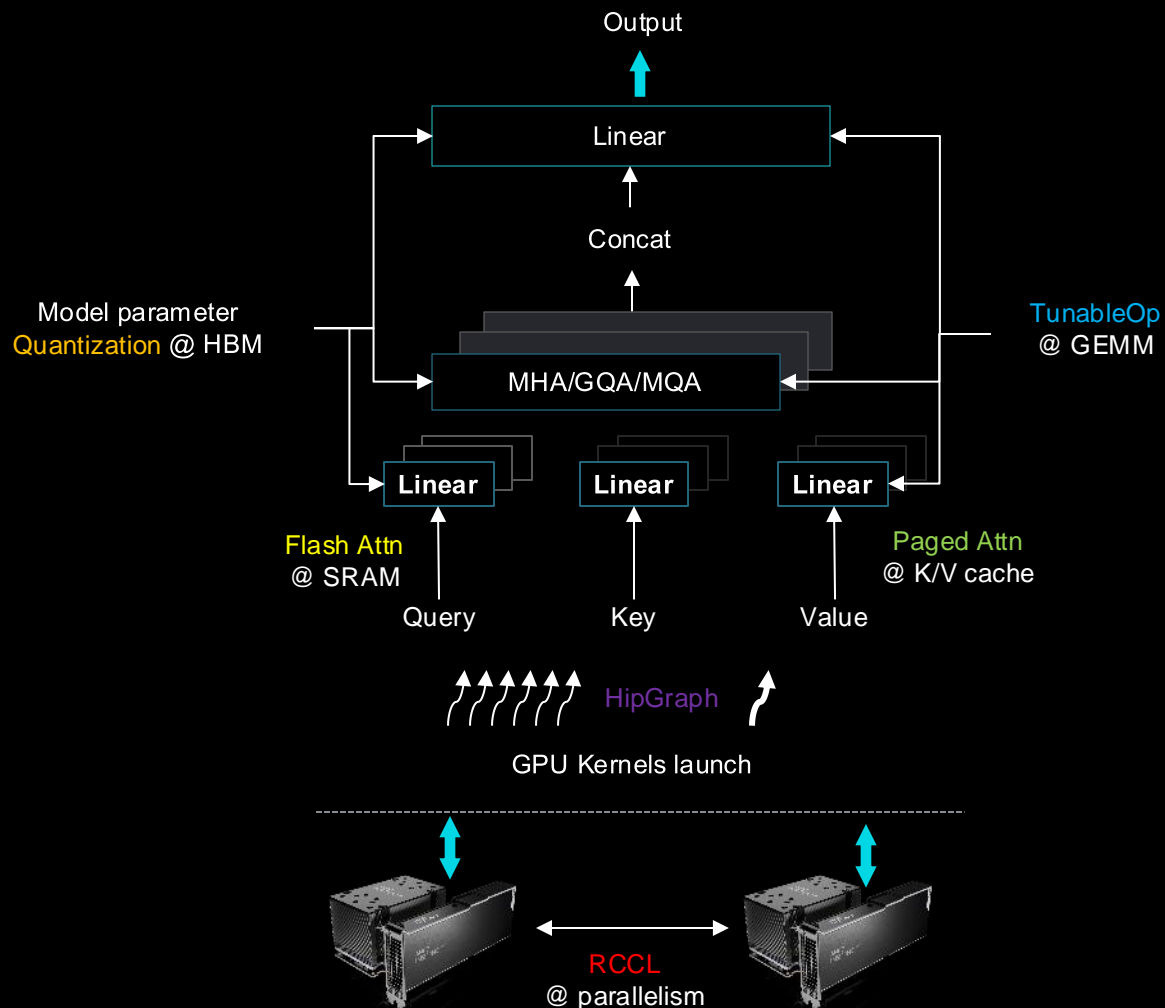 Output
Linear
Concat
Model parameter
Quantization @ HBM
TunableOp
@ GEMM
MHA/GQA/MQA
Linear
Linear
Linear
Flash Attn
@ SRAM
Paged Attn
@ K/V cache
Query
Key
Value
HipGraph
GPU Kernels launch
RCCL
@ parallelism